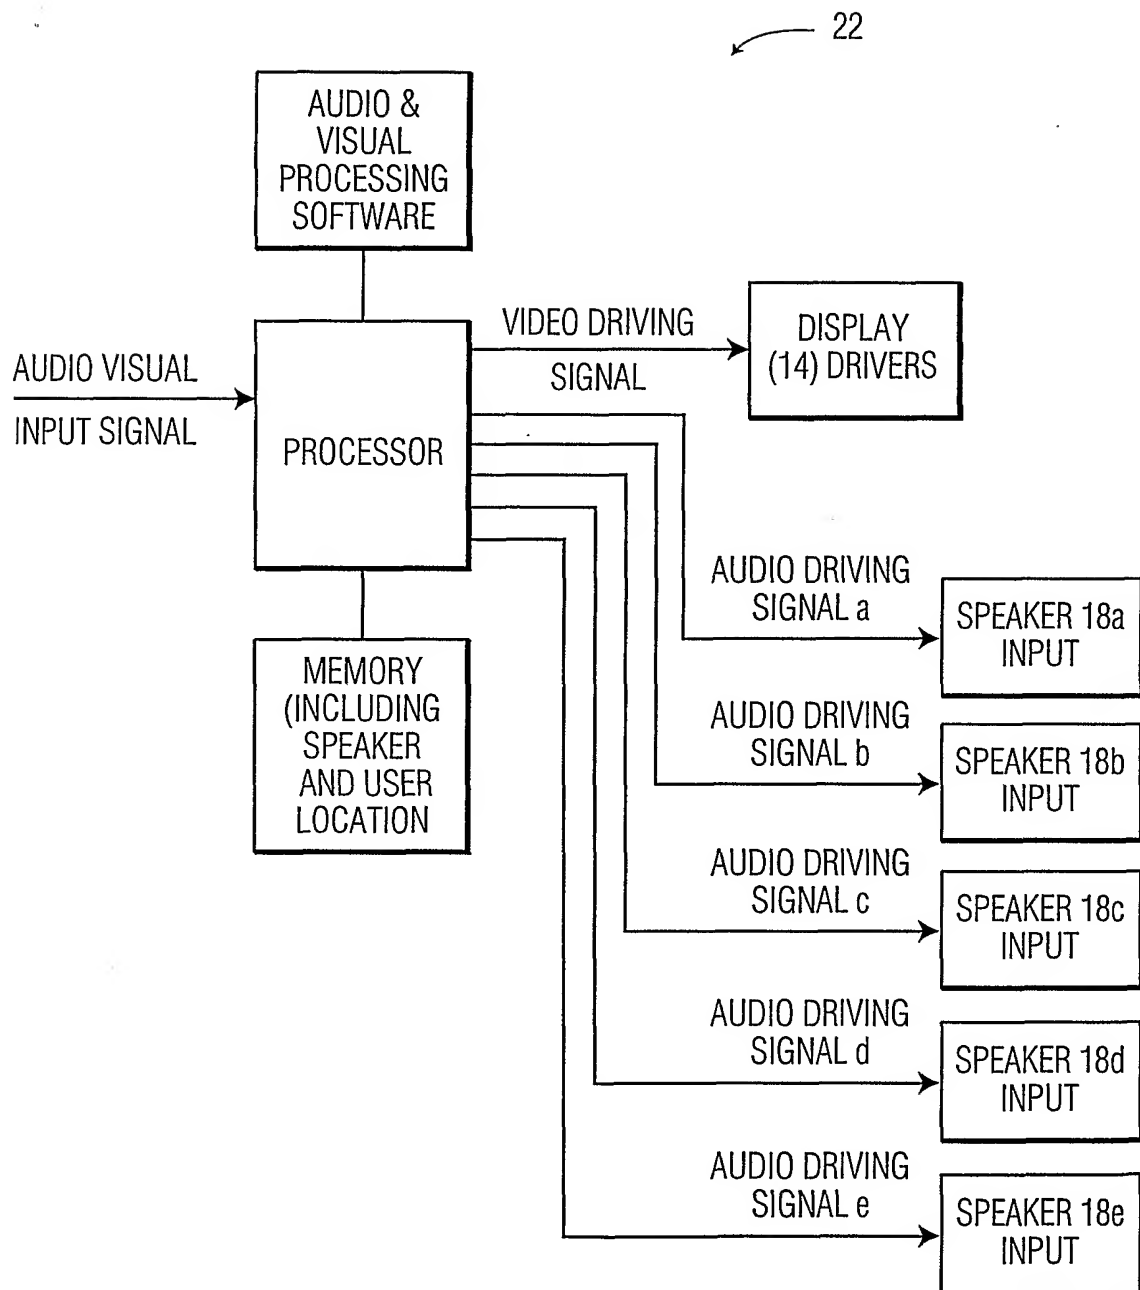 22
AUDIO &
VISUAL
PROCESSING
SOFTWARE
AUDIO VISUAL
INPUT SIGNAL
PROCESSOR
VIDEO DRIVING
SIGNAL
DISPLAY
(14) DRIVERS
MEMORY
(INCLUDING
SPEAKER
AND USER
LOCATION
AUDIO DRIVING
SIGNAL a
SPEAKER 18a
INPUT
AUDIO DRIVING
SIGNAL b
SPEAKER 18b
INPUT
AUDIO DRIVING
SIGNAL c
SPEAKER 18c
INPUT
AUDIO DRIVING
SIGNAL d
SPEAKER 18d
INPUT
AUDIO DRIVING
SIGNAL e
SPEAKER 18e
INPUT